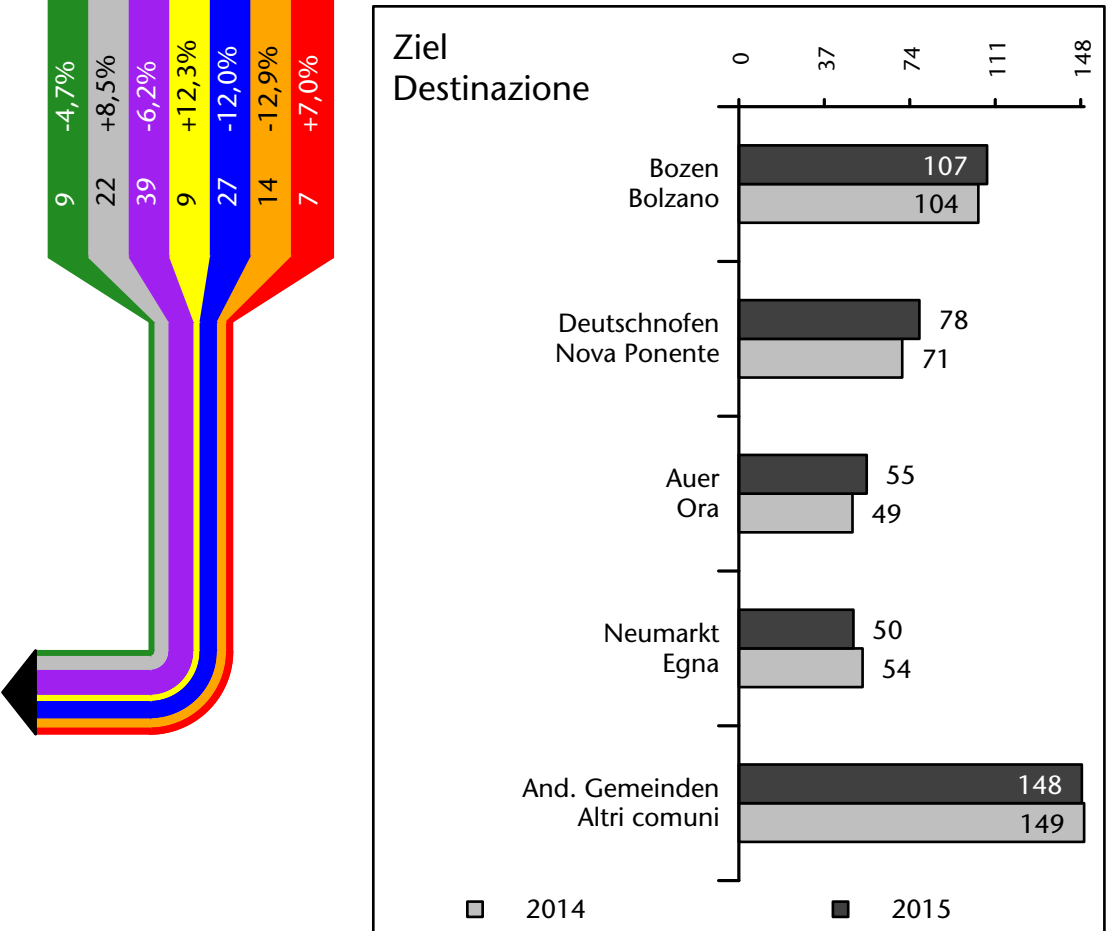 -4,7%
+8,5%
-6,2%
+12,3%
-12,0%
-12,9%
+7,0%
9
22
39
9
27
14
7
Ziel
Destinazione
0
37
74
111
148
Bozen
Bolzano
107
104
Deutschnofen
Nova Ponente
78
71
Auer
Ora
55
49
Neumarkt
Egna
50
54
And. Gemeinden
Altri comuni
148
149
2014
2015